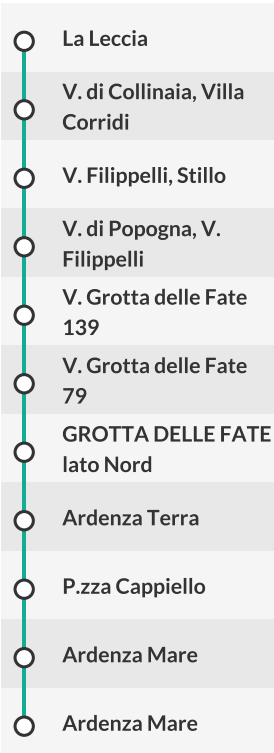 La Leccia
V. di Collinaia, Villa
Corridi
V. Filippelli, Stillo
V. di Popogna, V.
Filippelli
V. Grotta delle Fate
139
V. Grotta delle Fate
79
GROTTA DELLE FATE
lato Nord
Ardenza Terra
P.zza Cappiello
Ardenza Mare
Ardenza Mare